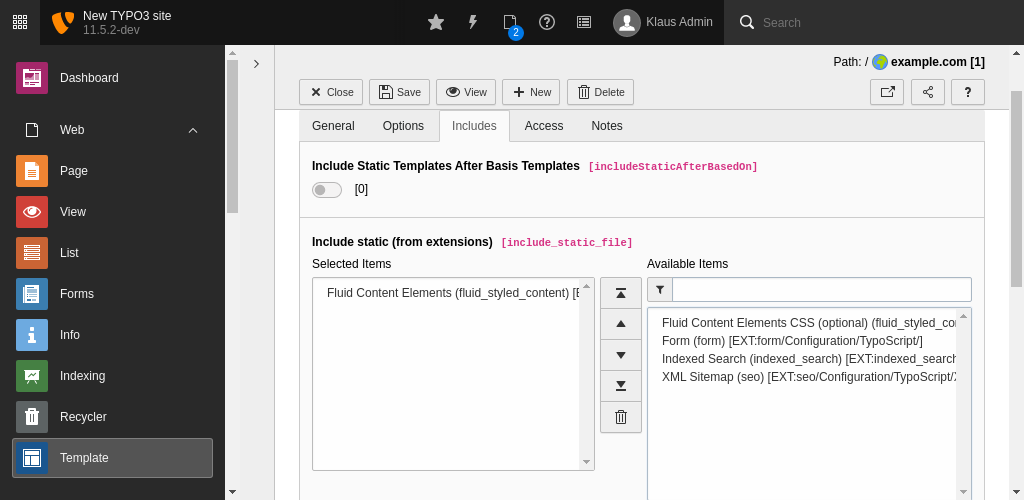 New TYPO3 site
11.5.2-dev
2
Klaus Admin
Search
Dashboard
Web
Page
View
List
Forms
Info
Indexing
Recycler
Template
Path: / example.com [1]
Close
Save
View
New
Delete
?
General
Options
Includes
Access
Notes
Include Static Templates After Basis Templates [includeStaticAfterBasedOn]
[0]
Include static (from extensions) [include_static_file]
Selected Items
Available Items
Fluid Content Elements (fluid_styled_content) [E
Fluid Content Elements CSS (optional) (fluid_styled_co
Form (form) [EXT:form/Configuration/TypoScript/]
Indexed Search (indexed_search) [EXT:indexed_search
XML Sitemap (seo) [EXT:seo/Configuration/TypoScript/X